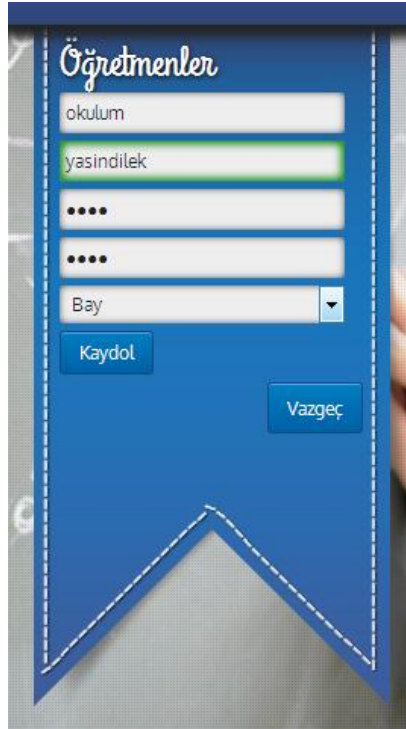 Öğretmenler
okulum
yasindilek
••••
••••
Bay
Kaydol
Vazgeç